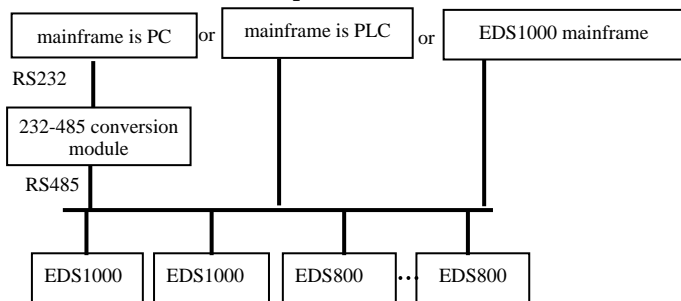 mainframe is PC or mainframe is PLC or EDS1000 mainframe
RS232
232-485 conversion
module
RS485
EDS1000 EDS1000 EDS800 ... EDS800